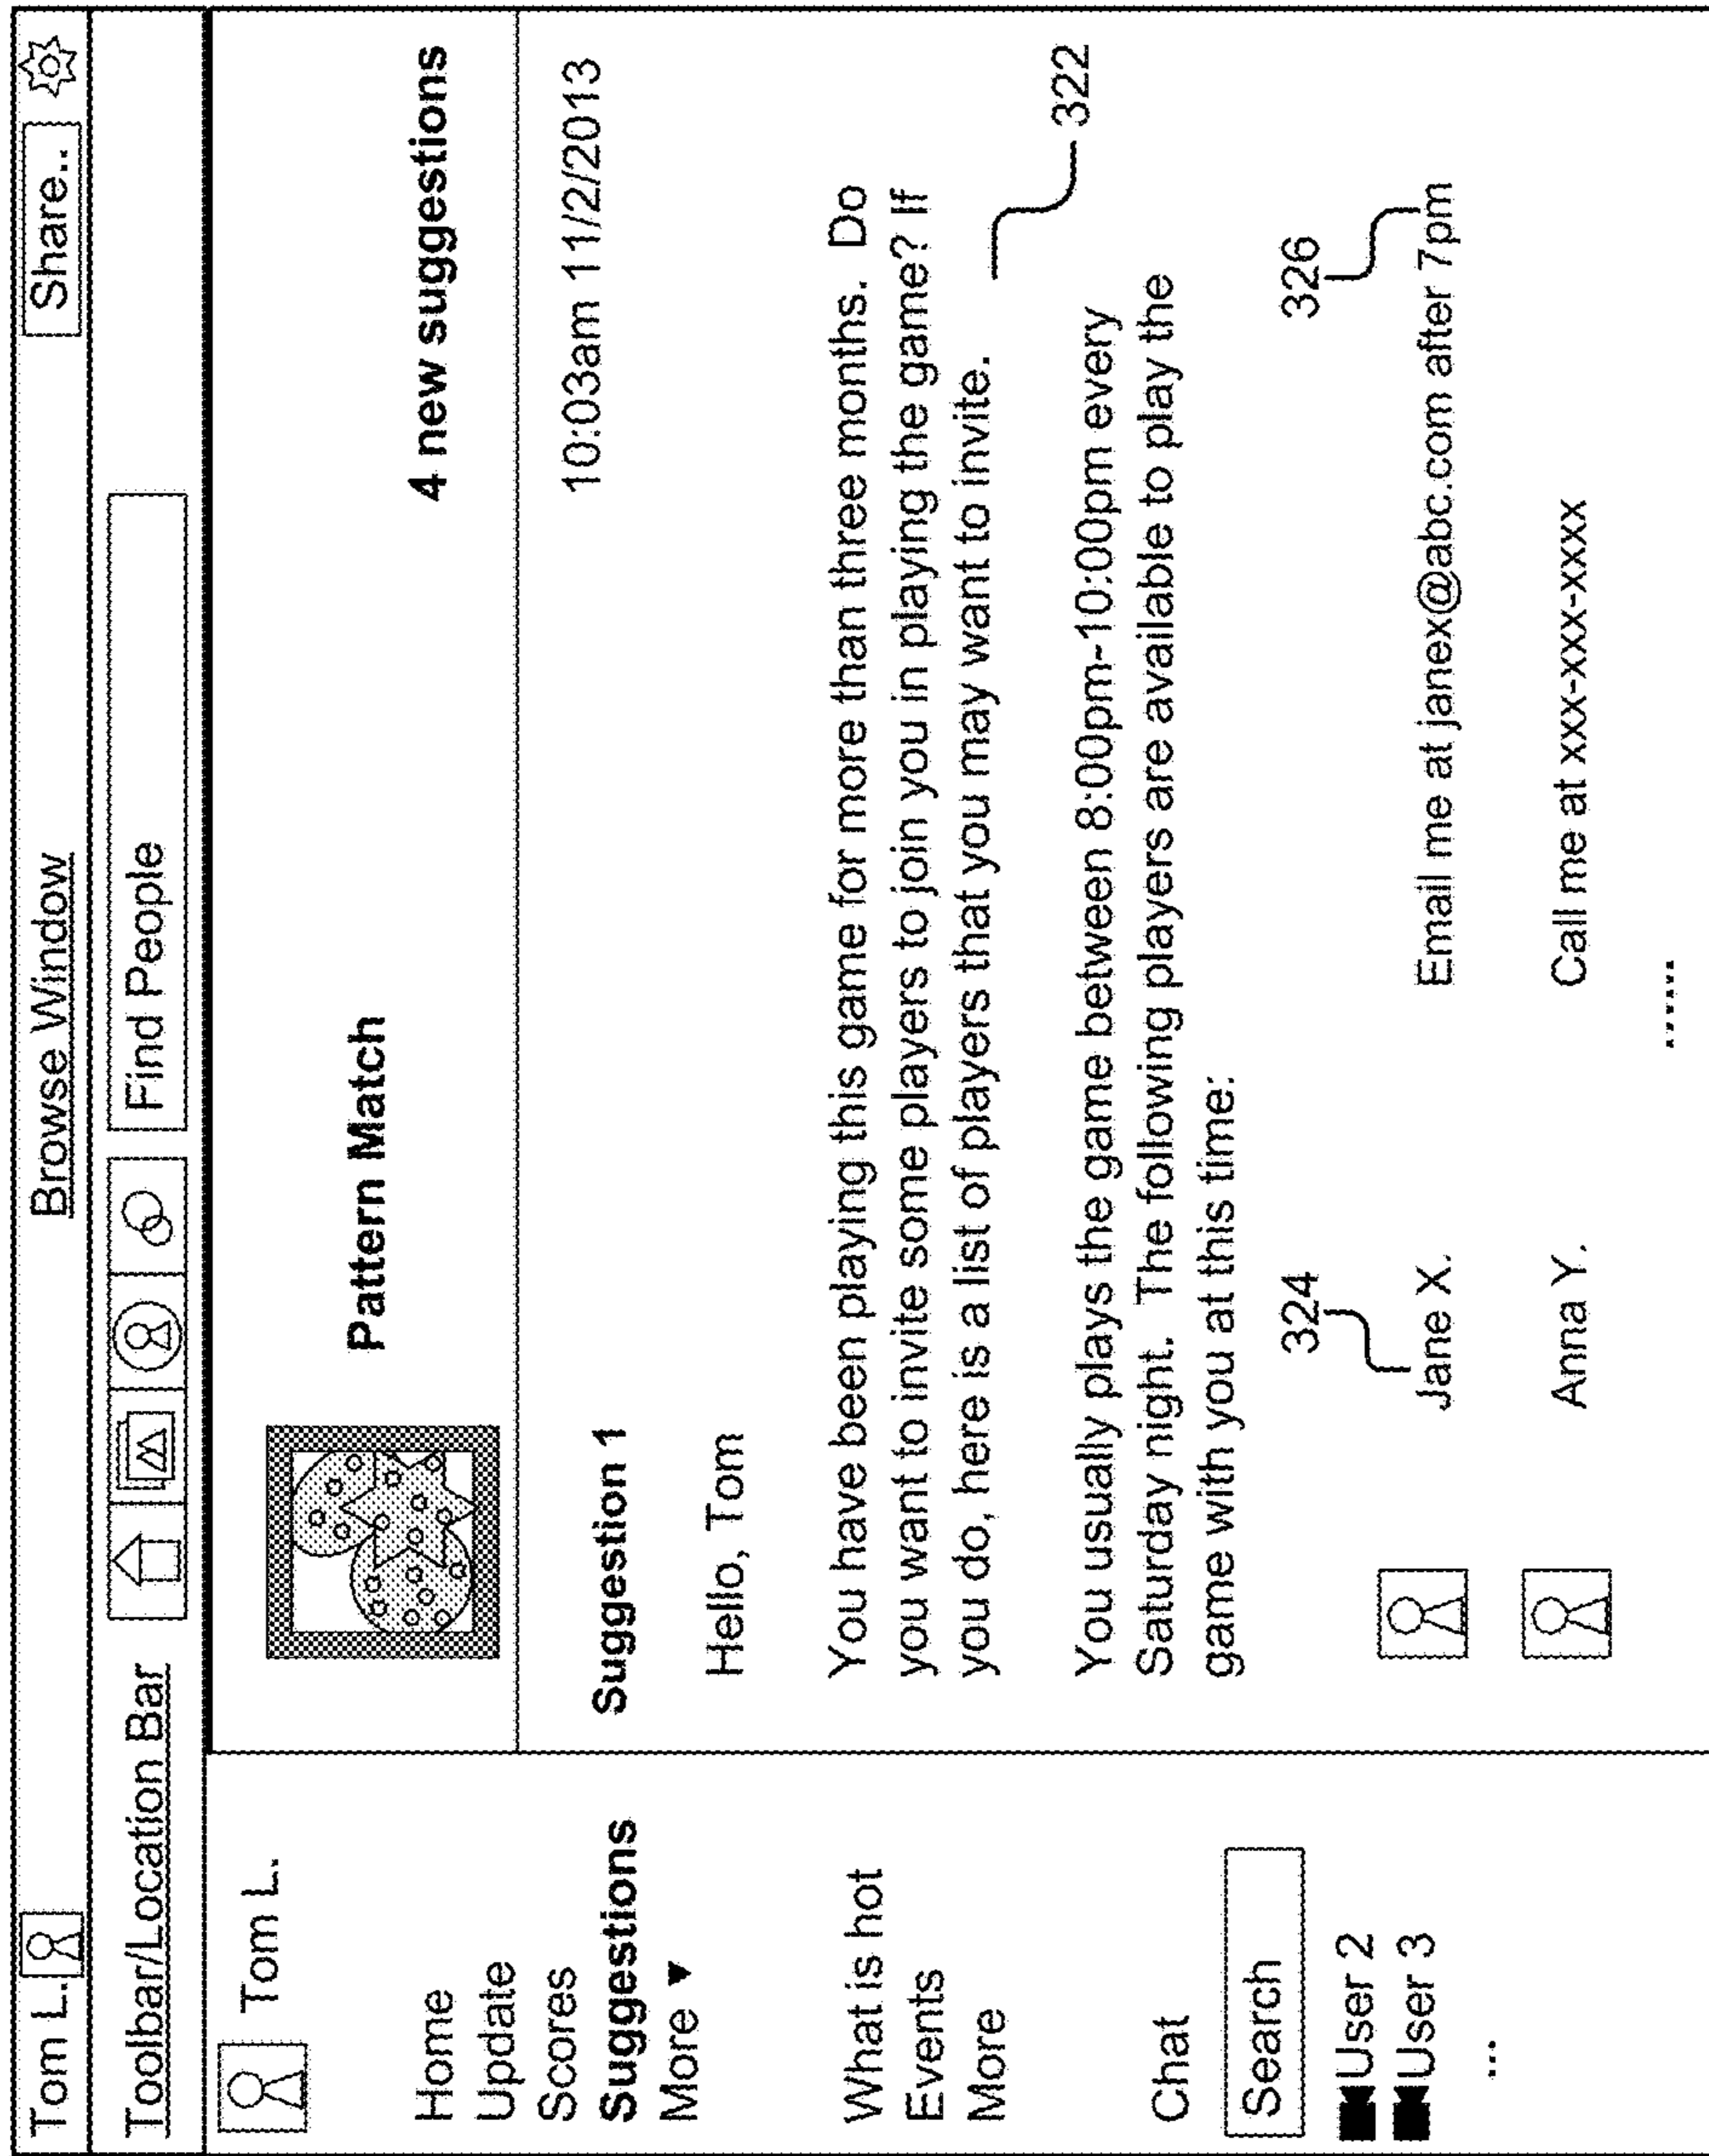 Tom L.
Browse Window
Share..
Toolbar/Location Bar
Find People
Tom L.
Home
Update
Scores
Suggestions
More ▼
What is hot
Events
More
Chat
Search
User 2
User 3
...
Pattern Match
4 new suggestions
Suggestion 1
10:03am 11/2/2013
Hello, Tom
You have been playing this game for more than three months. Do
you want to invite some players to join you in playing the game? If
you do, here is a list of players that you may want to invite.
322
You usually plays the game between 8:00pm-10:00pm every
Saturday night. The following players are available to play the
game with you at this time:
324
326
Jane X.
Email me at janex@abc.com after 7pm
Anna Y.
Call me at xxx-xxx-xxxx
.....